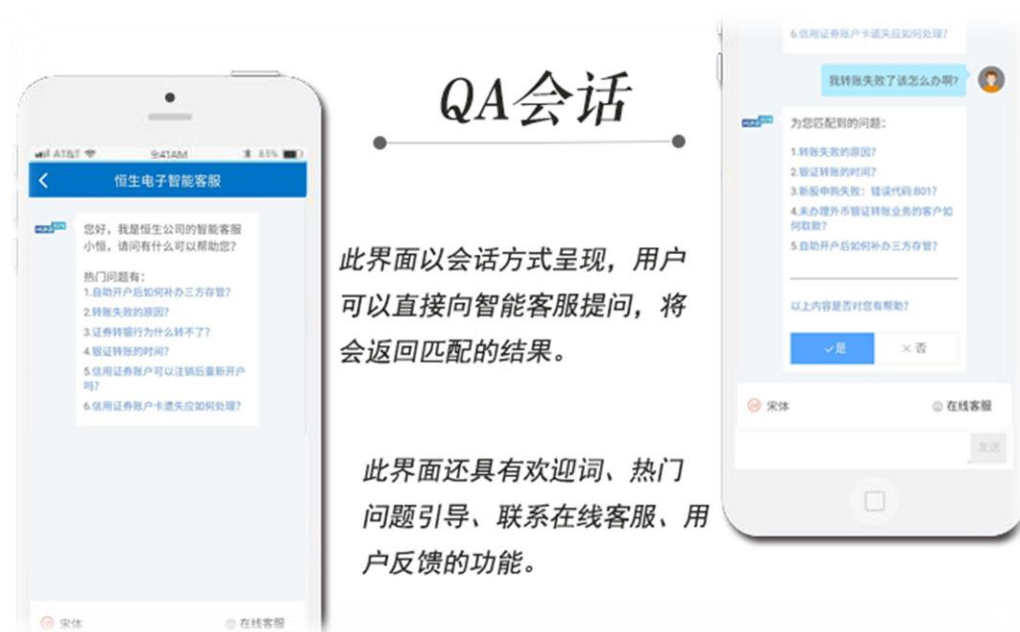 QA会话
此界面以会话方式呈现，用户
可以直接向智能客服提问，将
会返回匹配的结果。
此界面还具有欢迎词、热门
问题引导、联系在线客服、用
户反馈的功能。
AT&T
9:41AM
恒生电子智能客服
您好，我是恒生公司的智能客服
小恒，请问有什么可以帮助您？
热门问题有：
1.自助开户后如何补办三方存管？
2.转账失败的原因？
3.证券转银行为什么转不了？
4.银证转账的时间？
5.信用证券账户可以注销后重新开户
吗？
6.信用证券账户卡遗失应如何处理？
宋体
在线客服
6.信用证券账户卡遗失应如何处理？
我转账失败了该怎么办啊？
为您匹配到的问题：
1.转账失败的原因？
2.银证转账的时间？
3.新股申购失败：错误代码:801？
4.未办理外币银证转账业务的客户如
何取款？
5.自助开户后如何补办三方存管？
以上内容是否对您有帮助？
✓是
×否
宋体
在线客服
发送